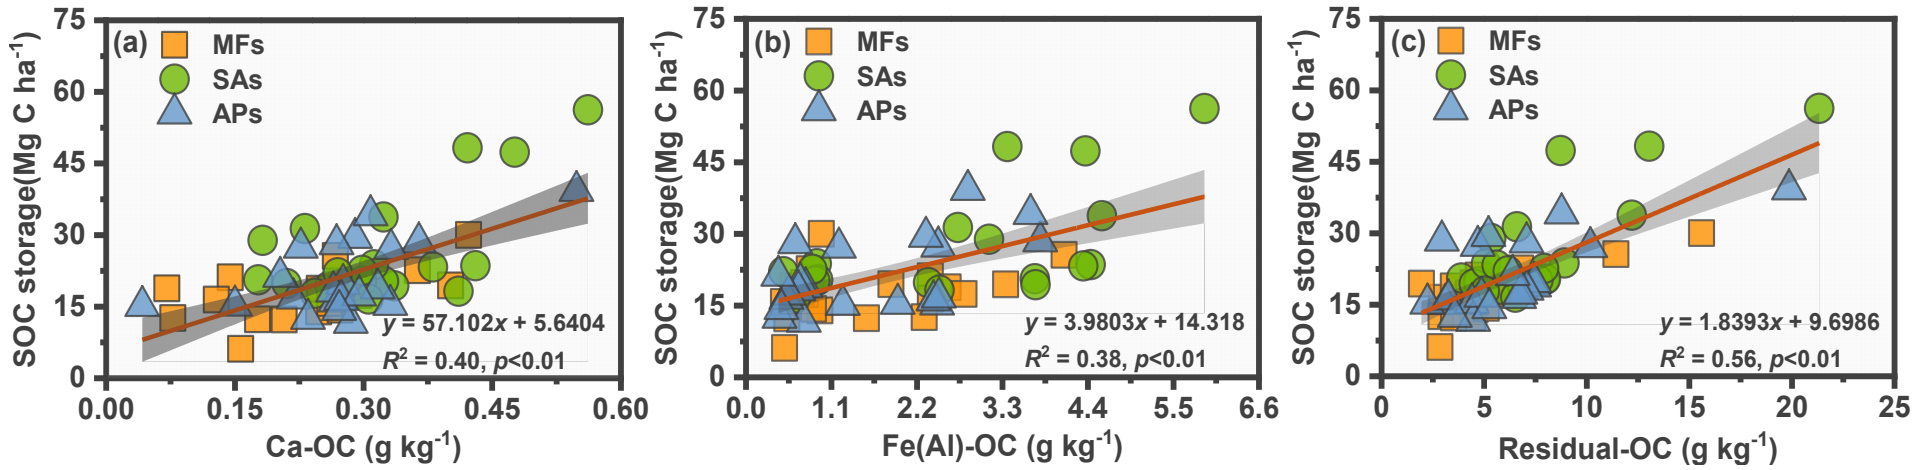 (a)
MFs
SAs
APs
SOC storage(Mg C ha⁻¹)
75
60
45
30
15
0
y = 57.102x + 5.6404
R² = 0.40, p<0.01
0.00 0.15 0.30 0.45 0.60
Ca-OC (g kg⁻¹)
(b)
MFs
SAs
APs
SOC storage(Mg C ha⁻¹)
75
60
45
30
15
0
y = 3.9803x + 14.318
R² = 0.38, p<0.01
0.0 1.1 2.2 3.3 4.4 5.5 6.6
Fe(Al)-OC (g kg⁻¹)
(c)
MFs
SAs
APs
SOC storage(Mg C ha⁻¹)
75
60
45
30
15
0
y = 1.8393x + 9.6986
R² = 0.56, p<0.01
0 5 10 15 20 25
Residual-OC (g kg⁻¹)